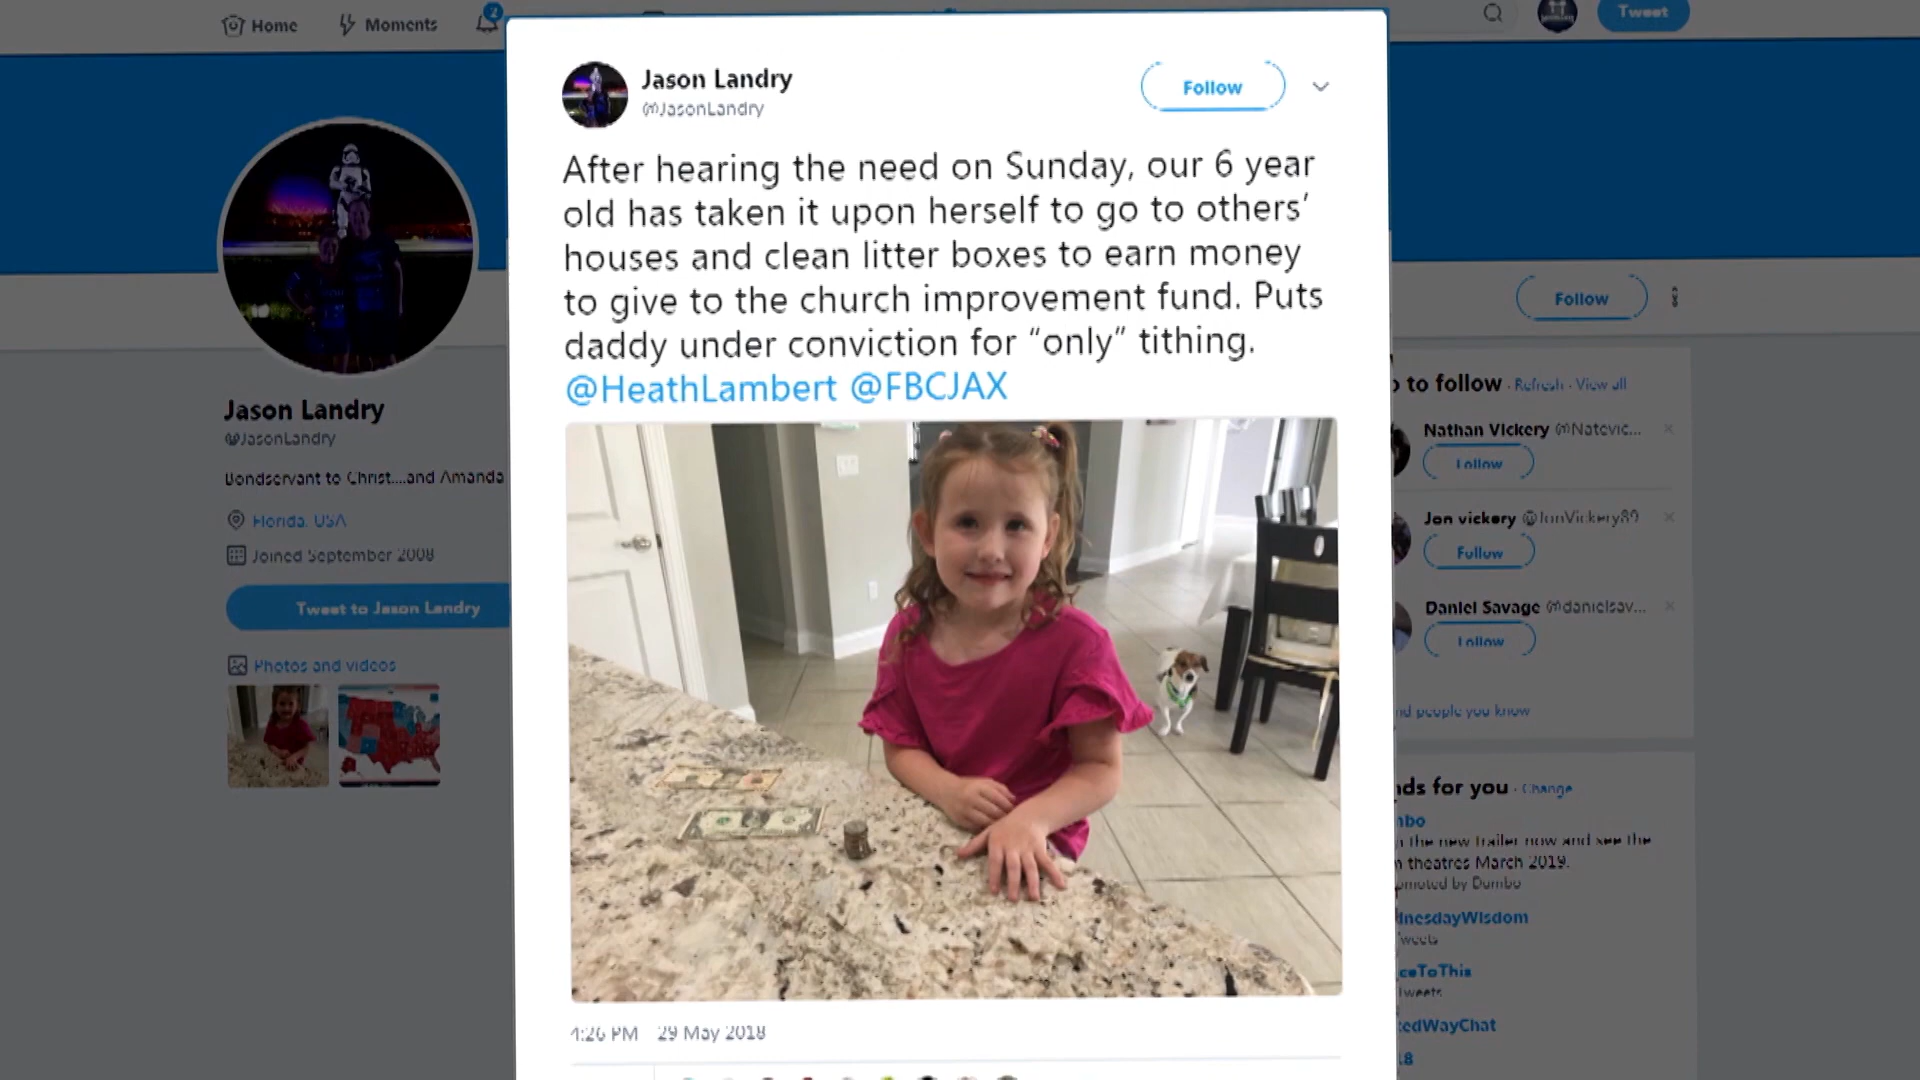 Home
Moments
2
Tweet
Jason Landry
@JasonLandry
Follow
After hearing the need on Sunday, our 6 year
old has taken it upon herself to go to others'
houses and clean litter boxes to earn money
to give to the church improvement fund. Puts
daddy under conviction for "only" tithing.
@HeathLambert @FBCJAX
4:26 PM 29 May 2018
Jason Landry
@JasonLandry
Bondservant to Christ....and Amanda
Florida, USA
Joined September 2008
Tweet to Jason Landry
Photos and videos
Follow
to follow · Refresh · View all
Nathan Vickery @Natevic...
Follow
Jon vickery @JonVickery89
Follow
Daniel Savage @danielsav...
Follow
people you know
for you · Change
the new trailer now and see the
theatres March 2019.
by Dumbo